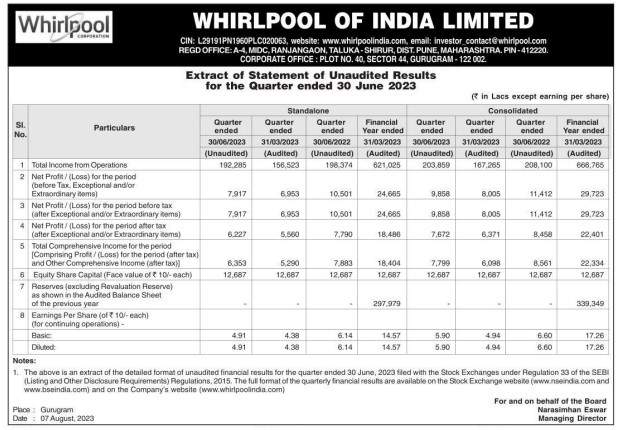 Whirlpool
CORPORATION
WHIRLPOOL OF INDIA LIMITED
CIN: L29191PN1960PLC020063, website: www.whirlpoolindia.com, email: investor_contact@whirlpool.com
REGD OFFICE: A-4, MIDC, RANJANGAON, TALUKA - SHIRUR, DIST. PUNE, MAHARASHTRA. PIN - 412220.
CORPORATE OFFICE : PLOT NO. 40, SECTOR 44, GURUGRAM - 122 002.
Extract of Statement of Unaudited Results
for the Quarter ended 30 June 2023
(₹ in Lacs except earning per share)
Sl. No. Particulars Standalone Consolidated
Quarter ended Quarter ended Quarter ended Financial Year ended Quarter ended Quarter ended Quarter ended Financial Year ended
30/06/2023 31/03/2023 30/06/2022 31/03/2023 30/06/2023 31/03/2023 30/06/2022 31/03/2023
(Unaudited) (Audited) (Unaudited) (Audited) (Unaudited) (Audited) (Unaudited) (Audited)
1 Total Income from Operations 192,285 156,523 198,374 621,025 203,859 167,265 208,100 666,765
2 Net Profit / (Loss) for the period
(before Tax, Exceptional and/or
Extraordinary items) 7,917 6,953 10,501 24,665 9,858 8,005 11,412 29,723
3 Net Profit / (Loss) for the period before tax
(after Exceptional and/or Extraordinary items) 7,917 6,953 10,501 24,665 9,858 8,005 11,412 29,723
4 Net Profit / (Loss) for the period after tax
(after Exceptional and/or Extraordinary items) 6,227 5,560 7,790 18,486 7,672 6,371 8,458 22,401
5 Total Comprehensive Income for the period
[Comprising Profit / (Loss) for the period (after tax)
and Other Comprehensive Income (after tax)] 6,353 5,290 7,883 18,404 7,799 6,098 8,561 22,334
6 Equity Share Capital (Face value of ₹ 10/- each) 12,687 12,687 12,687 12,687 12,687 12,687 12,687 12,687
7 Reserves (excluding Revaluation Reserve)
as shown in the Audited Balance Sheet
of the previous year - - - 297,979 - - - 339,349
8 Earnings Per Share (of ₹ 10/- each)
(for continuing operations) -
Basic: 4.91 4.38 6.14 14.57 5.90 4.94 6.60 17.26
Diluted: 4.91 4.38 6.14 14.57 5.90 4.94 6.60 17.26
Notes:
1. The above is an extract of the detailed format of unaudited financial results for the quarter ended 30 June, 2023 filed with the Stock Exchanges under Regulation 33 of the SEBI
(Listing and Other Disclosure Requirements) Regulations, 2015. The full format of the quarterly financial results are available on the Stock Exchange website (www.nseindia.com and
www.bseindia.com) and on the Company's website (www.whirlpoolindia.com)
For and on behalf of the Board
Place : Gurugram Narasimhan Eswar
Date : 07 August, 2023 Managing Director